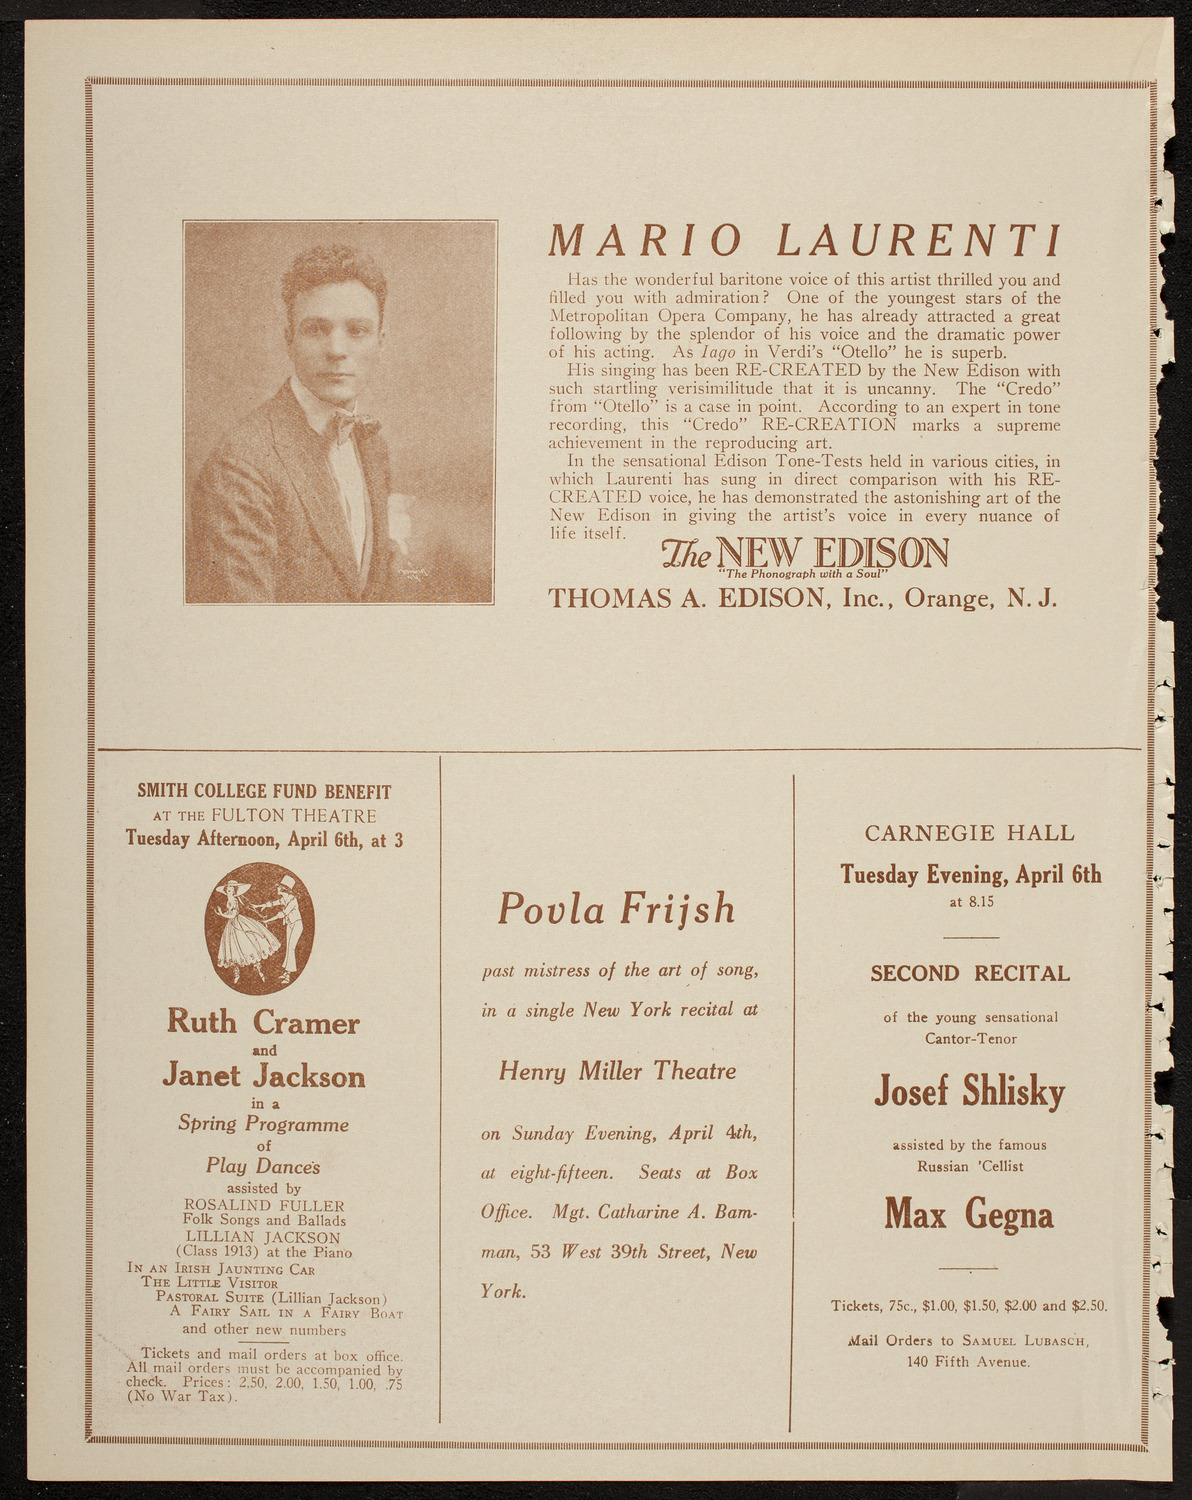 MARIO LAURENTI
Has the wonderful baritone voice of this artist thrilled you and
filled you with admiration? One of the youngest stars of the
Metropolitan Opera Company, he has already attracted a great
following by the splendor of his voice and the dramatic power
of his acting. As Iago in Verdi's "Otello" he is superb.
His singing has been RE-CREATED by the New Edison with
such startling verisimilitude that it is uncanny. The "Credo"
from "Otello" is a case in point. According to an expert in tone
recording, this "Credo" RE-CREATION marks a supreme
achievement in the reproducing art.
In the sensational Edison Tone-Tests held in various cities, in
which Laurenti has sung in direct comparison with his RE-
CREATED voice, he has demonstrated the astonishing art of the
New Edison in giving the artist's voice in every nuance of
life itself.
The NEW EDISON
"The Phonograph with a Soul"
THOMAS A. EDISON, Inc., Orange, N. J.
SMITH COLLEGE FUND BENEFIT
AT THE FULTON THEATRE
Tuesday Afternoon, April 6th, at 3
Ruth Cramer
and
Janet Jackson
in a
Spring Programme
of
Play Dances
assisted by
ROSALIND FULLER
Folk Songs and Ballads
LILLIAN JACKSON
(Class 1913) at the Piano
IN AN IRISH JAUNTING CAR
THE LITTLE VISITOR
PASTORAL SUITE (Lillian Jackson)
A FAIRY SAIL IN A FAIRY BOAT
and other new numbers
Tickets and mail orders at box office.
All mail orders must be accompanied by
check. Prices: 2.50, 2.00, 1.50, 1.00, .75
(No War Tax).
Povla Frijsh
past mistress of the art of song,
in a single New York recital at
Henry Miller Theatre
on Sunday Evening, April 4th,
at eight-fifteen. Seats at Box
Office. Mgt. Catharine A. Bam-
man, 53 West 39th Street, New
York.
CARNEGIE HALL
Tuesday Evening, April 6th
at 8.15
SECOND RECITAL
of the young sensational
Cantor-Tenor
Josef Shlisky
assisted by the famous
Russian 'Cellist
Max Gegna
Tickets, 75c., $1.00, $1.50, $2.00 and $2.50.
Mail Orders to SAMUEL LUBASCH,
140 Fifth Avenue.